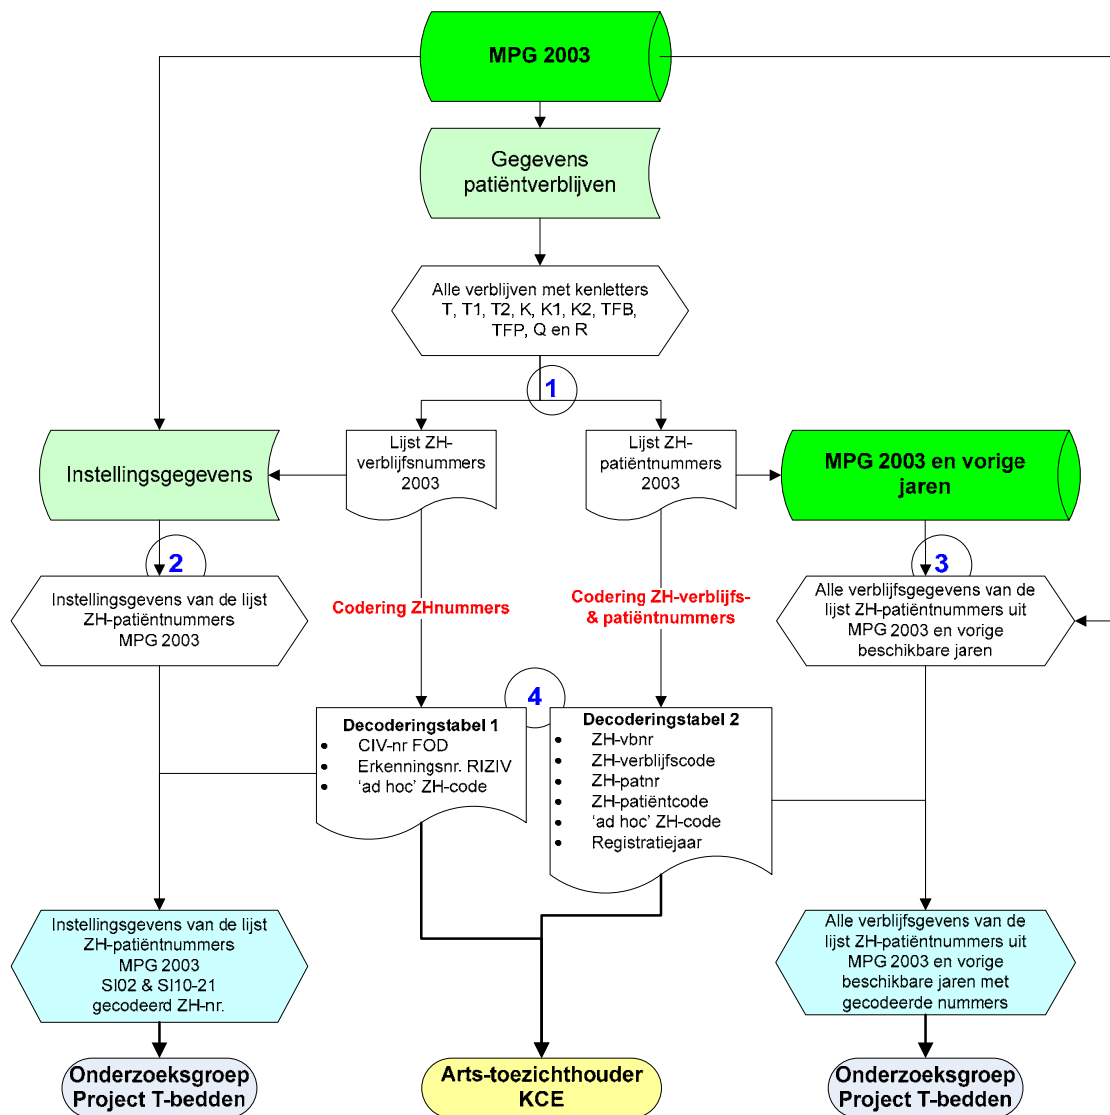 MPG 2003
Gegevens
patiëntverblijven
Alle verblijven met kenletters
T, T1, T2, K, K1, K2, TFB,
TFP, Q en R
1
Lijst ZH-
verblijfsnummers
2003
Lijst ZH-
patiëntnummers
2003
Instellingsgegevens
MPG 2003 en vorige
jaren
2
3
Instellingsgevens van de lijst
ZH-patiëntnummers
MPG 2003
Codering ZHnummers
Codering ZH-verblijfs-
& patiëntnummers
Alle verblijfsgegevens van de
lijst ZH-patiëntnummers uit
MPG 2003 en vorige
beschikbare jaren
4
Decoderingstabel 1
• CIV-nr FOD
• Erkenningsnr. RIZIV
• ‘ad hoc’ ZH-code
Decoderingstabel 2
• ZH-vbnr
• ZH-verblijfscode
• ZH-patnr
• ZH-patiëntcode
• ‘ad hoc’ ZH-code
• Registratiejaar
Instellingsgevens van de lijst
ZH-patiëntnummers
MPG 2003
SI02 & SI10-21
gecodeerd ZH-nr.
Alle verblijfsgevens van de
lijst ZH-patiëntnummers uit
MPG 2003 en vorige
beschikbare jaren met
gecodeerde nummers
Onderzoeksgroep
Project T-bedden
Arts-toezichthouder
KCE
Onderzoeksgroep
Project T-bedden